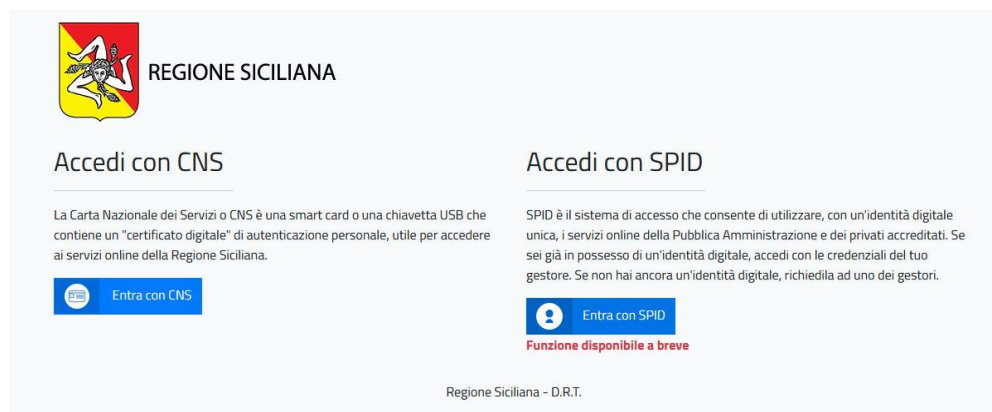 REGIONE SICILIANA
Accedi con CNS
La Carta Nazionale dei Servizi o CNS è una smart card o una chiavetta USB che
contiene un "certificato digitale" di autenticazione personale, utile per accedere
ai servizi online della Regione Siciliana.
Entra con CNS
Accedi con SPID
SPID è il sistema di accesso che consente di utilizzare, con un'identità digitale
unica, i servizi online della Pubblica Amministrazione e dei privati accreditati. Se
sei già in possesso di un'identità digitale, accedi con le credenziali del tuo
gestore. Se non hai ancora un'identità digitale, richiedila ad uno dei gestori.
Entra con SPID
Funzione disponibile a breve
Regione Siciliana - D.R.T.